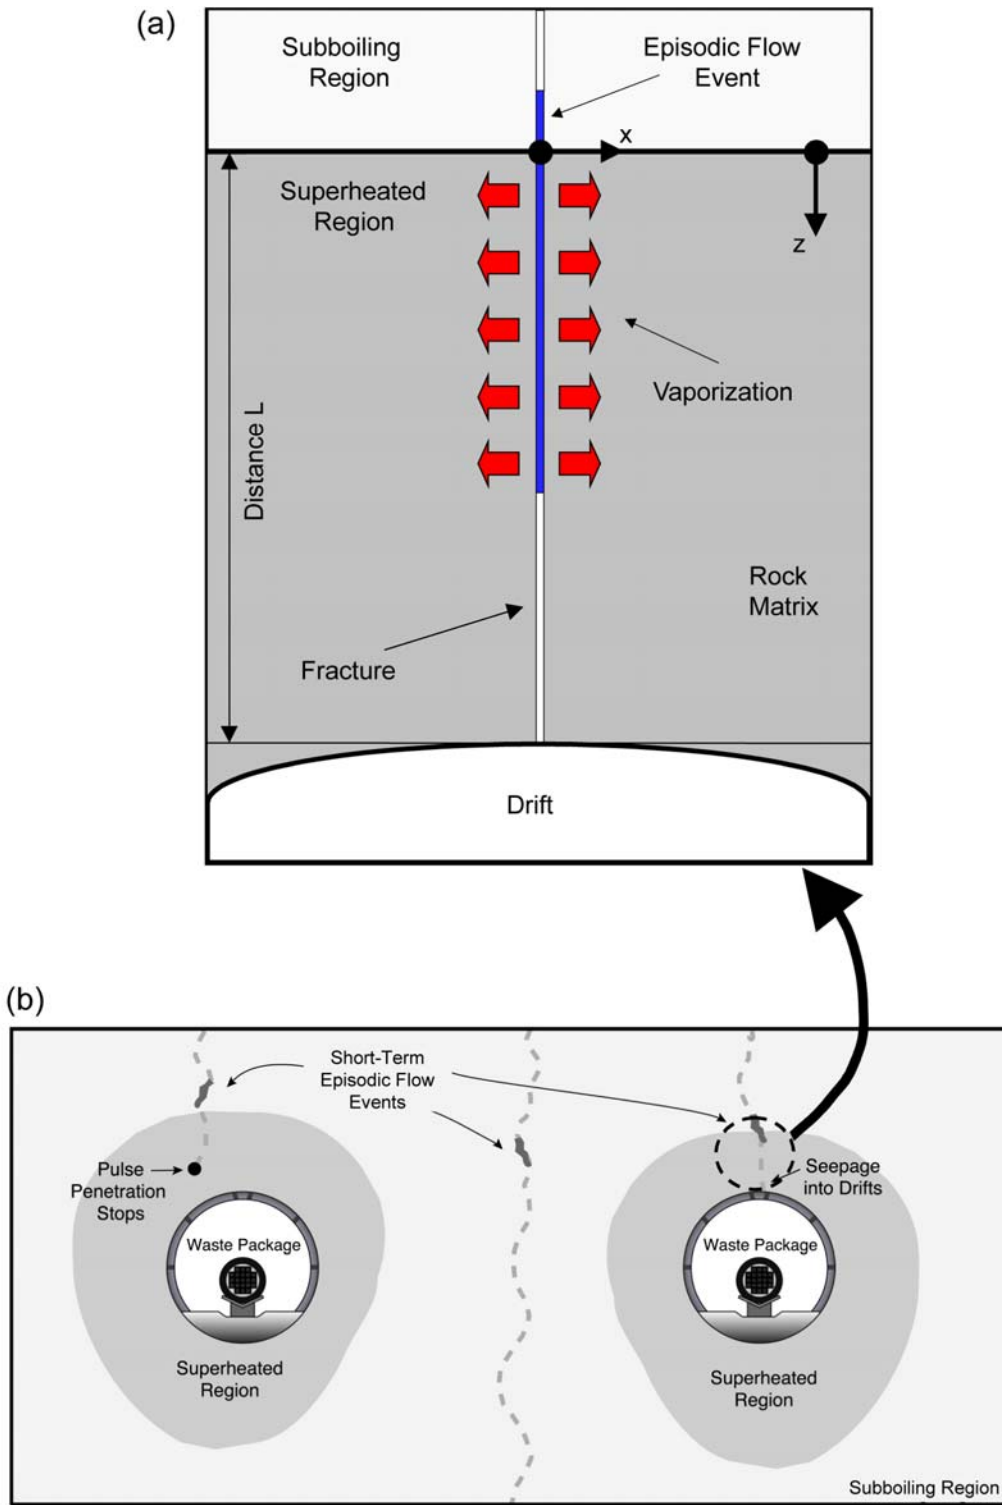 (a)
Subboiling
Region
Episodic Flow
Event
x
Superheated
Region
z
Vaporization
Distance L
Rock
Matrix
Fracture
Drift
(b)
Short-Term
Episodic Flow
Events
Pulse
Penetration
Stops
Seepage
into Drifts
Waste Package
Waste Package
Superheated
Region
Superheated
Region
Subboiling Region